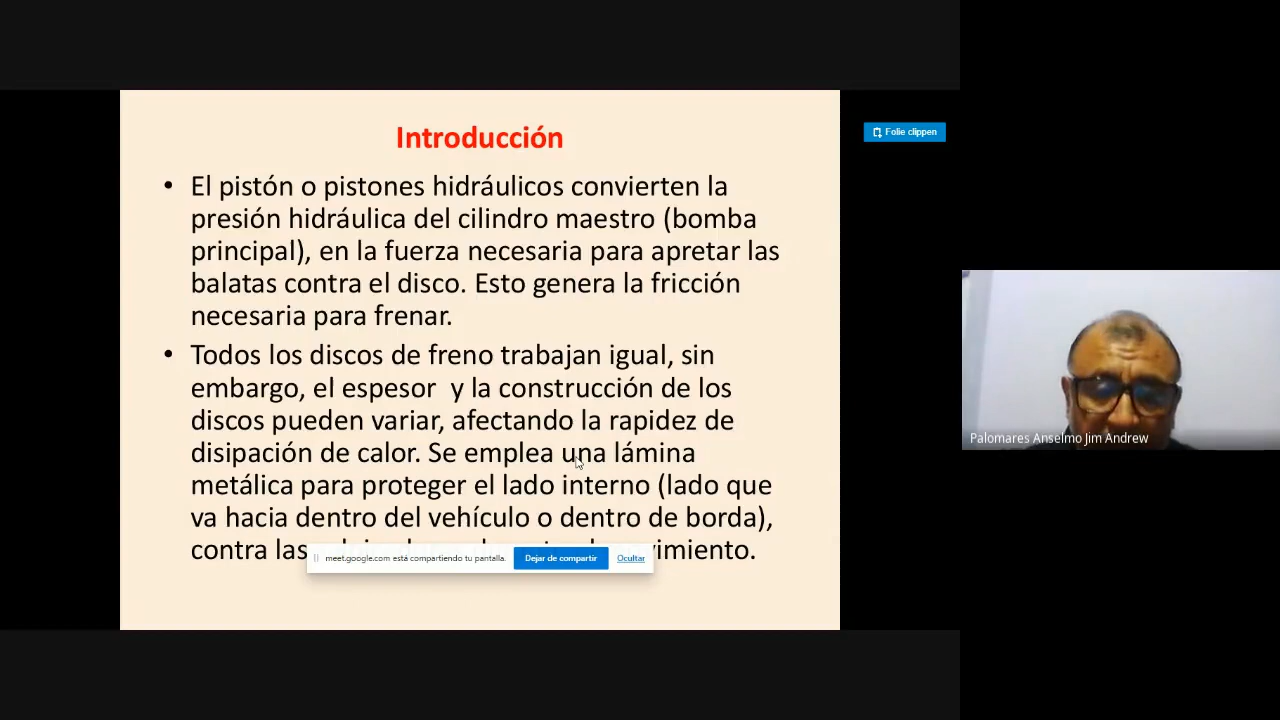 Introducción
• El pistón o pistones hidráulicos convierten la
presión hidráulica del cilindro maestro (bomba
principal), en la fuerza necesaria para apretar las
balatas contra el disco. Esto genera la fricción
necesaria para frenar.
• Todos los discos de freno trabajan igual, sin
embargo, el espesor y la construcción de los
discos pueden variar, afectando la rapidez de
disipación de calor. Se emplea una lámina
metálica para proteger el lado interno (lado que
va hacia dentro del vehículo o dentro de borda),
contra las
meet.google.com está compartiendo tu pantalla.
Dejar de compartir
Ocultar
Folie clippen
Palomares Anselmo Jim Andrew